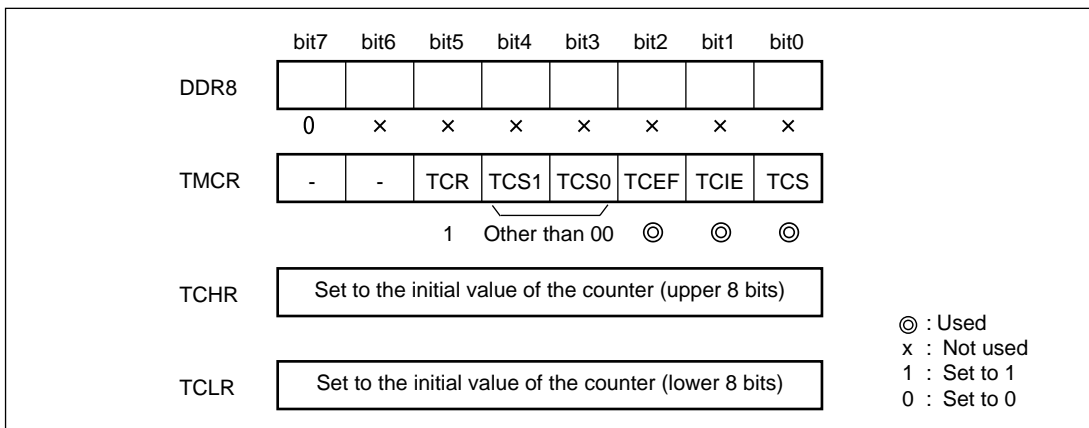 bit7 bit6 bit5 bit4 bit3 bit2 bit1 bit0
DDR8
0 × × × × × × ×
TMCR - - TCR TCS1 TCS0 TCEF TCIE TCS
1 Other than 00 ◎ ◎ ◎
TCHR Set to the initial value of the counter (upper 8 bits)
TCLR Set to the initial value of the counter (lower 8 bits)
◎ : Used
x : Not used
1 : Set to 1
0 : Set to 0